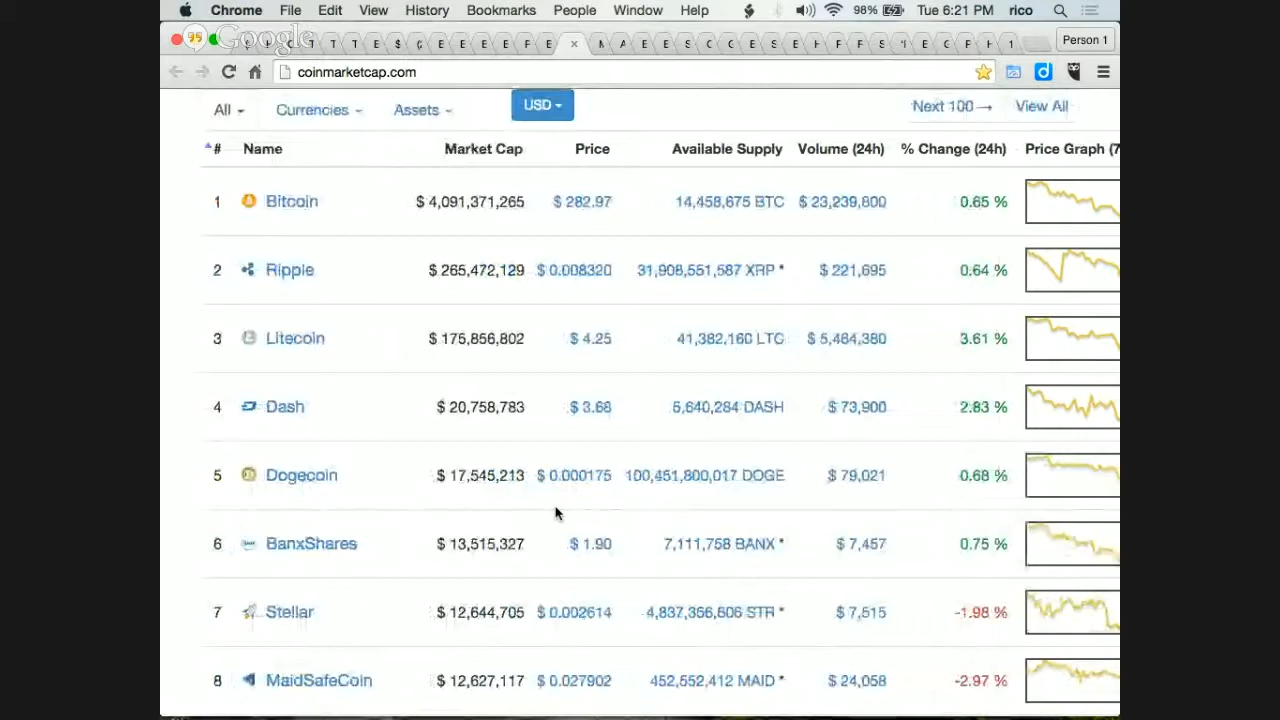 Chrome File Edit View History Bookmarks People Window Help 98% Tue 6:21 PM rico
Google
Person 1
coinmarketcap.com
All Currencies Assets USD Next 100 → View All
# Name Market Cap Price Available Supply Volume (24h) % Change (24h) Price Graph (7
1 Bitcoin $ 4,091,371,265 $ 282.97 14,458,675 BTC $ 23,239,800 0.65 %
2 Ripple $ 265,472,129 $ 0.008320 31,908,551,587 XRP * $ 221,695 0.64 %
3 Litecoin $ 175,856,802 $ 4.25 41,382,160 LTC $ 5,484,380 3.61 %
4 Dash $ 20,758,783 $ 3.68 5,640,284 DASH $ 73,900 2.83 %
5 Dogecoin $ 17,545,213 $ 0.000175 100,451,800,017 DOGE $ 79,021 0.68 %
6 BanxShares $ 13,515,327 $ 1.90 7,111,758 BANX * $ 7,457 0.75 %
7 Stellar $ 12,644,705 $ 0.002614 4,837,356,606 STR * $ 7,515 -1.98 %
8 MaidSafeCoin $ 12,627,117 $ 0.027902 452,552,412 MAID * $ 24,058 -2.97 %